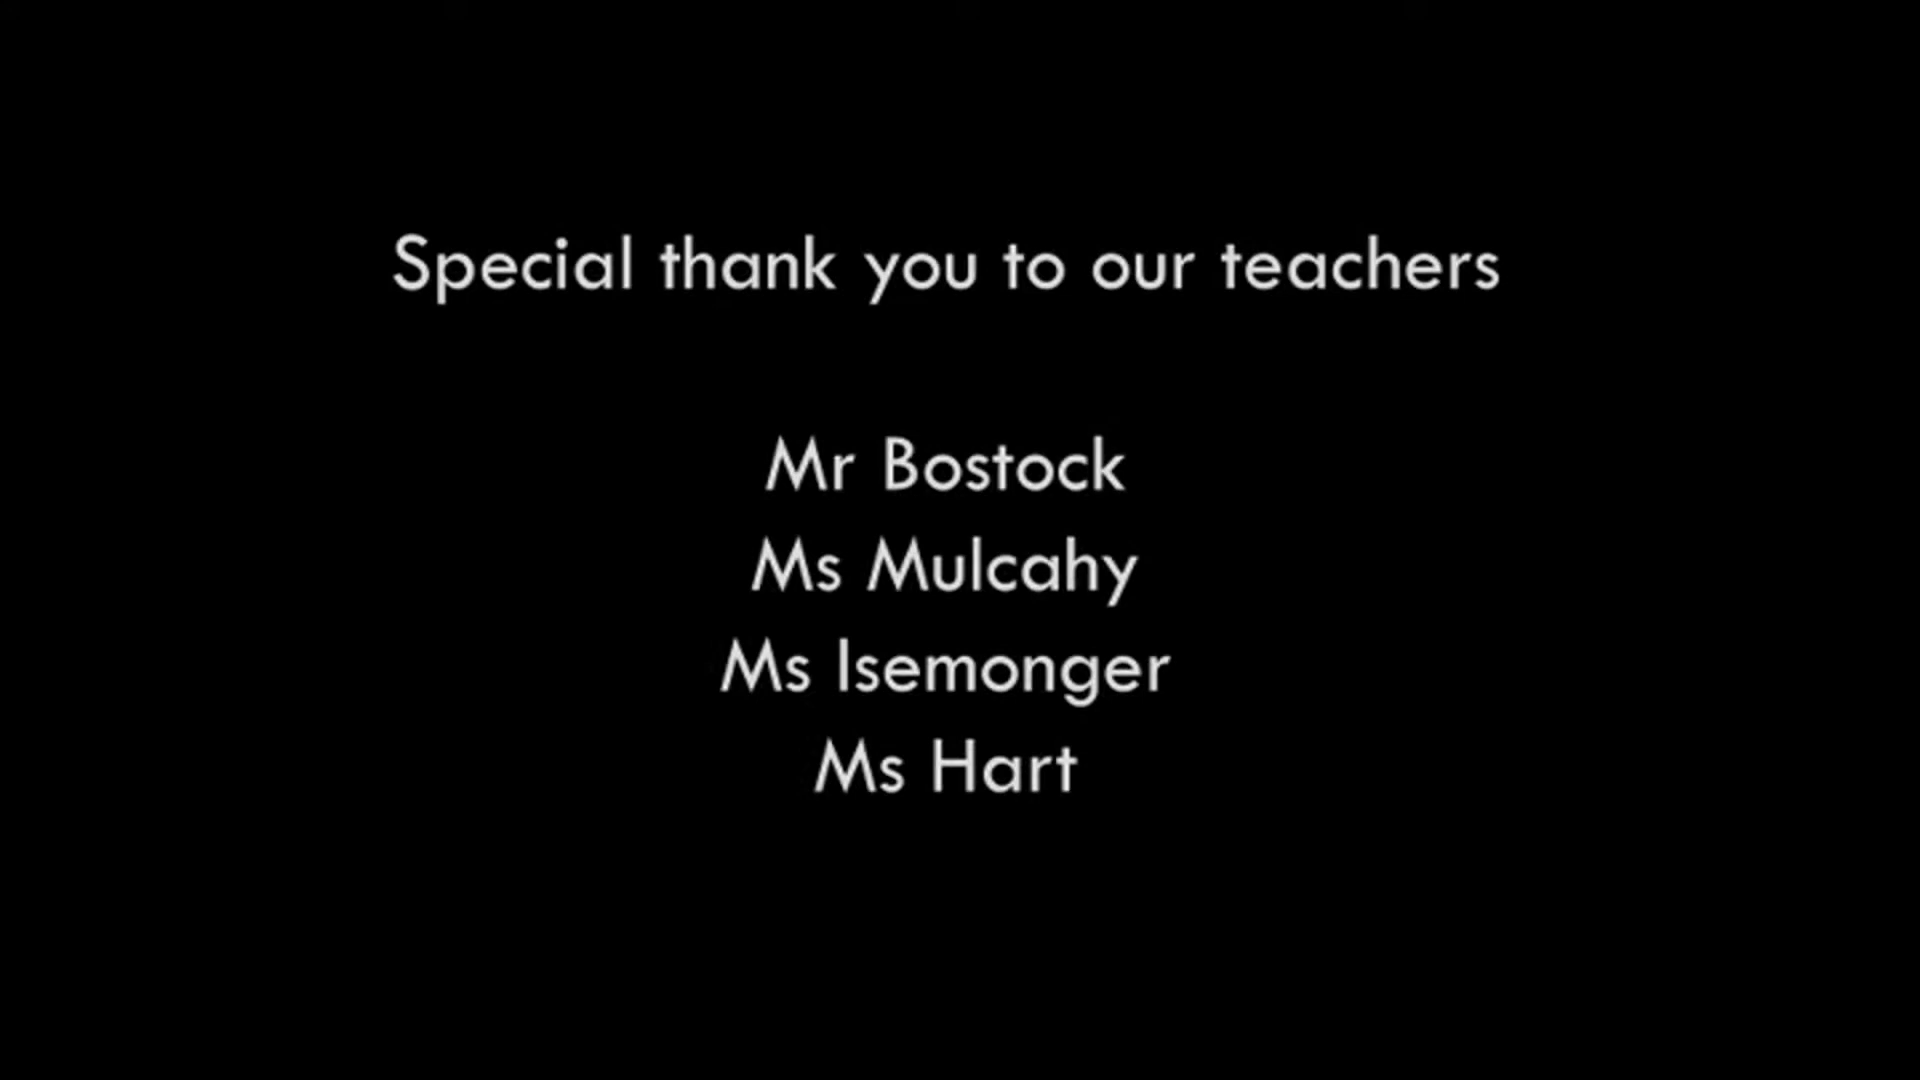 Special thank you to our teachers
Mr Bostock
Ms Mulcahy
Ms Isemonger
Ms Hart